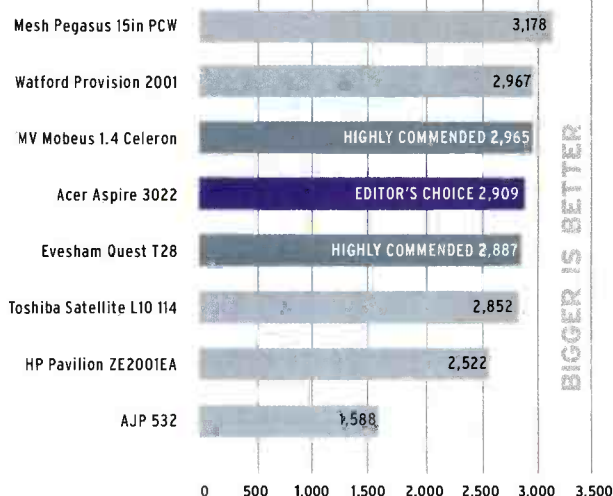 Mesh Pegasus 15in PCW 3,178
Watford Provision 2001 2,967
MV Mobeus 1.4 Celeron HIGHLY COMMENDED 2,965
Acer Aspire 3022 EDITOR'S CHOICE 2,909
Evesham Quest T28 HIGHLY COMMENDED 2,887
Toshiba Satellite L10 114 2,852
HP Pavilion ZE2001EA 2,522
AJP 532 1,588
BIGGER IS BETTER
0 500 1.000 1.500 2.000 2.500 3.000 3.500